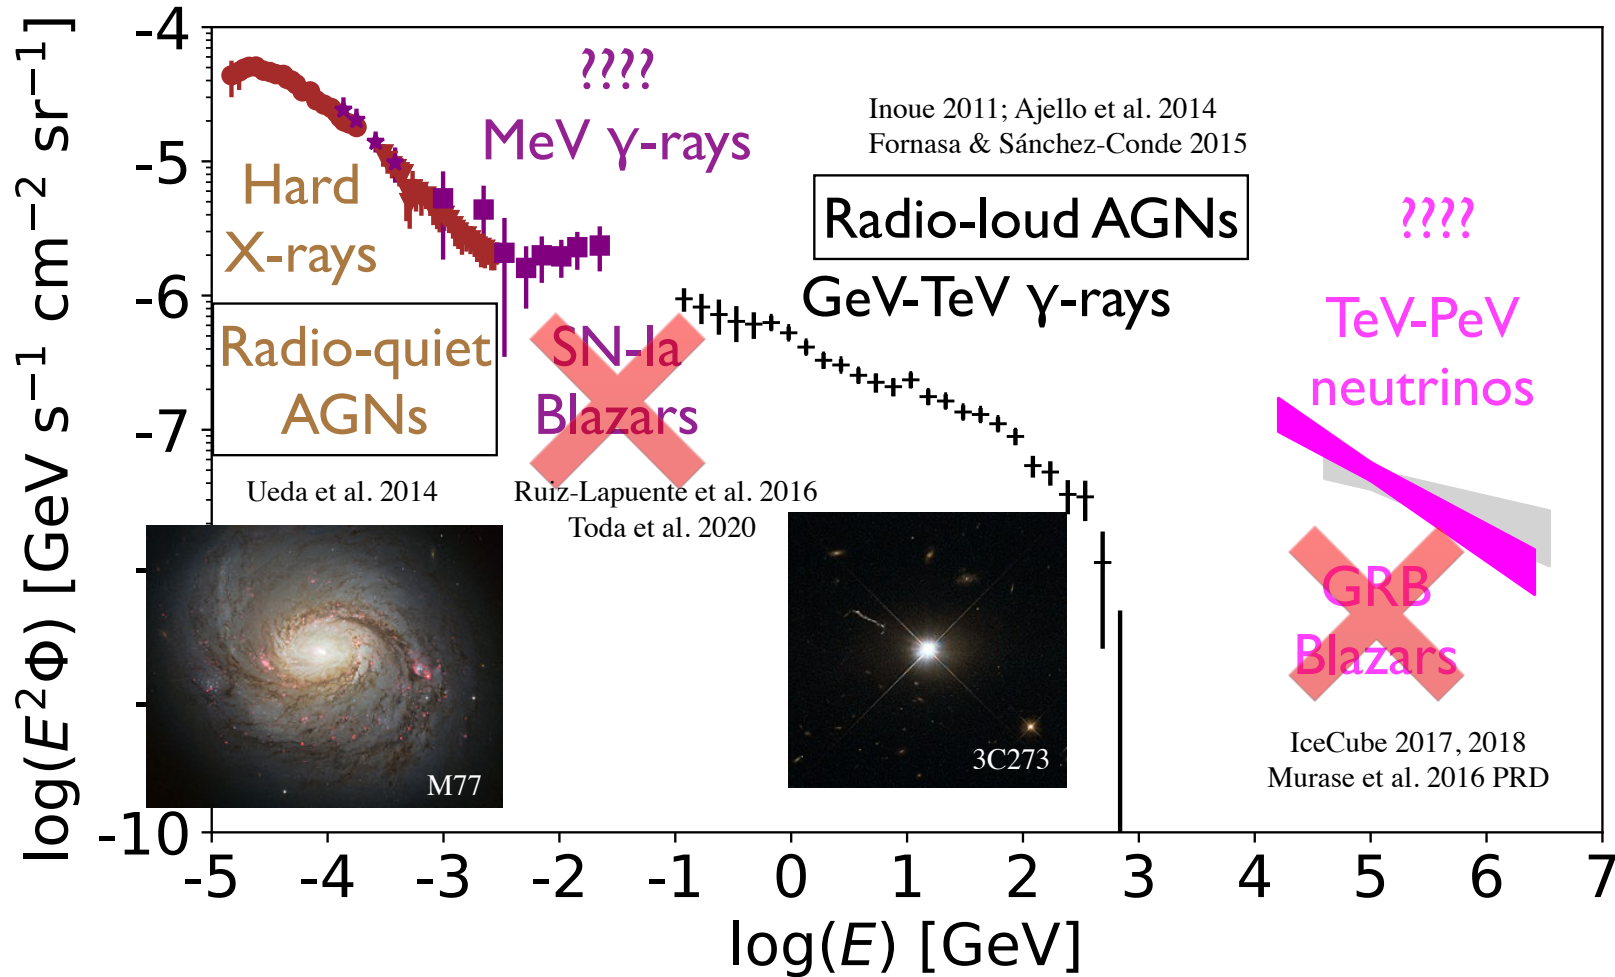 log(E²Φ) [GeV s⁻¹ cm⁻² sr⁻¹]
-4
-5
-6
-7
-10
????
MeV γ-rays
Inoue 2011; Ajello et al. 2014
Fornasa & Sánchez-Conde 2015
Hard
X-rays
Radio-loud AGNs
GeV-TeV γ-rays
????
TeV-PeV
neutrinos
Radio-quiet
AGNs
SN-Ia
Blazars
Ueda et al. 2014
Ruiz-Lapuente et al. 2016
Toda et al. 2020
GRB
Blazars
M77
3C273
IceCube 2017, 2018
Murase et al. 2016 PRD
-5 -4 -3 -2 -1 0 1 2 3 4 5 6 7
log(E) [GeV]